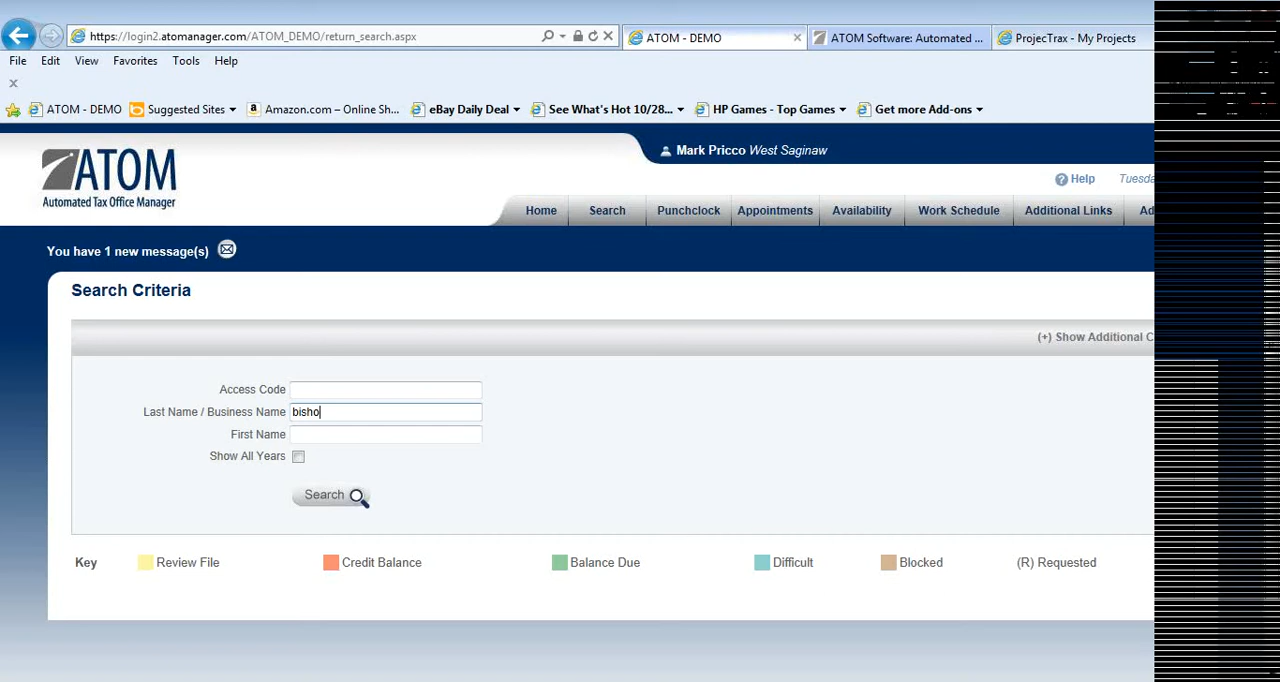 https://login2.atomanager.com/ATOM_DEMO/return_search.aspx
ATOM - DEMO
ATOM Software: Automated ...
ProjecTrax - My Projects
File Edit View Favorites Tools Help
ATOM - DEMO Suggested Sites Amazon.com – Online Sh... eBay Daily Deal See What's Hot 10/28... HP Games - Top Games Get more Add-ons
ATOM
Automated Tax Office Manager
Mark Pricco West Saginaw
Help Tuesda
Home Search Punchclock Appointments Availability Work Schedule Additional Links Ad
You have 1 new message(s)
Search Criteria
(+) Show Additional C
Access Code
Last Name / Business Name bisho
First Name
Show All Years
Search
Key Review File Credit Balance Balance Due Difficult Blocked (R) Requested